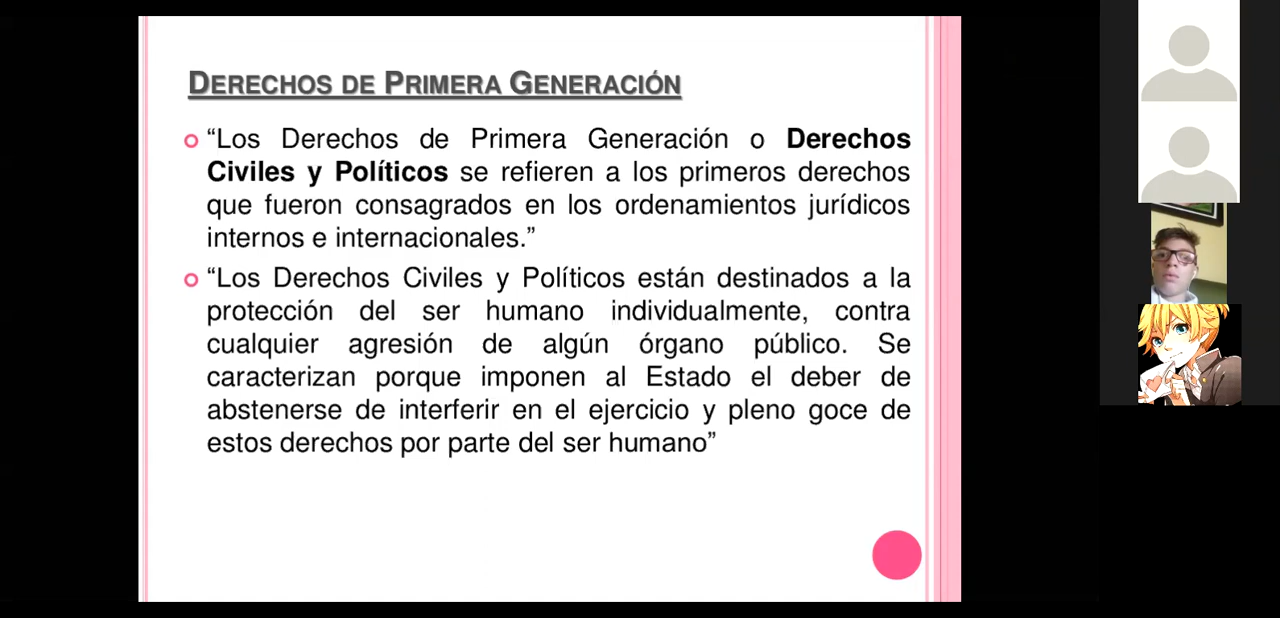 DERECHOS DE PRIMERA GENERACIÓN
“Los Derechos de Primera Generación o Derechos
Civiles y Políticos se refieren a los primeros derechos
que fueron consagrados en los ordenamientos jurídicos
internos e internacionales.”
“Los Derechos Civiles y Políticos están destinados a la
protección del ser humano individualmente, contra
cualquier agresión de algún órgano público. Se
caracterizan porque imponen al Estado el deber de
abstenerse de interferir en el ejercicio y pleno goce de
estos derechos por parte del ser humano”